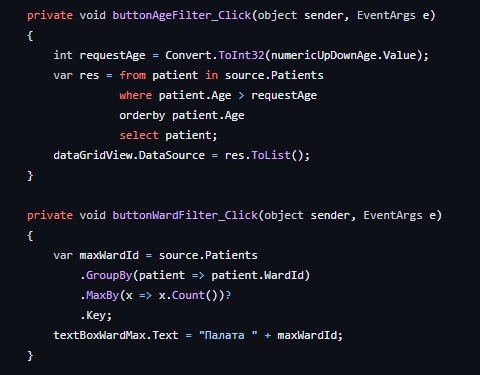 private void buttonAgeFilter_Click(object sender, EventArgs e)
{
    int requestAge = Convert.ToInt32(numericUpDownAge.Value);
    var res = from patient in source.Patients
              where patient.Age > requestAge
              orderby patient.Age
              select patient;
    dataGridView.DataSource = res.ToList();
}

private void buttonWardFilter_Click(object sender, EventArgs e)
{
    var maxWardId = source.Patients
        .GroupBy(patient => patient.WardId)
        .MaxBy(x => x.Count())?
        .Key;
    textBoxWardMax.Text = "Палата " + maxWardId;
}